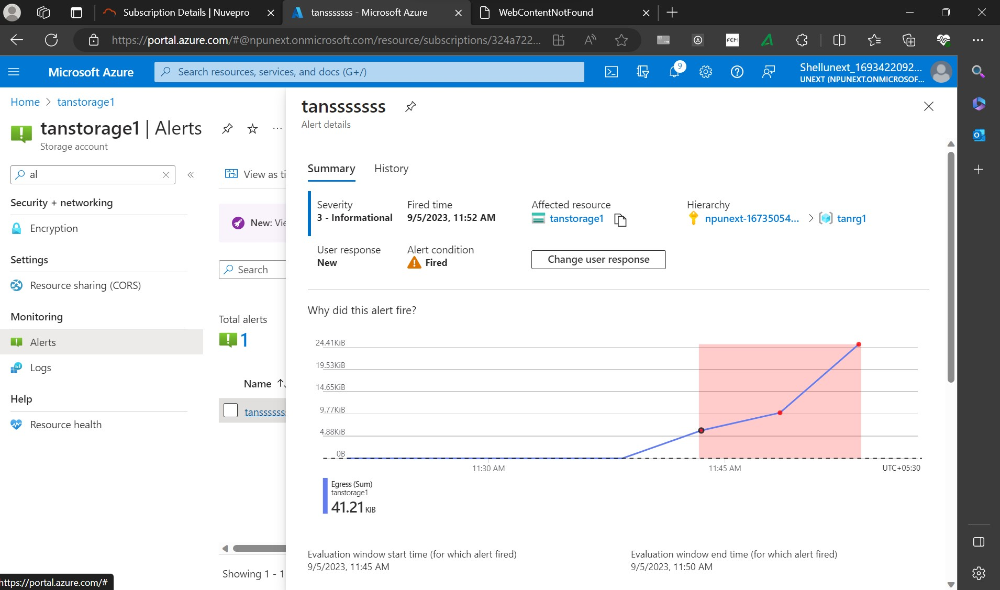 Subscription Details | Nuvepro
tansssssss - Microsoft Azure
WebContentNotFound
https://portal.azure.com/#@npunext.onmicrosoft.com/resource/subscriptions/324a722...
FCM
Microsoft Azure
Search resources, services, and docs (G+/)
9
Shellunext_1693422092...
UNEXT (NPUNEXT.ONMICROSOF...
Home > tanstorage1
tanstorage1 | Alerts
...
Storage account
al
Security + networking
Encryption
Settings
Resource sharing (CORS)
Monitoring
Alerts
Logs
Help
Resource health
View as ti
New: Vie
Search
Total alerts
1
Name
tanssssss
Showing 1 - 1
tansssssss
Alert details
Summary
History
Severity
3 - Informational
Fired time
9/5/2023, 11:52 AM
Affected resource
tanstorage1
Hierarchy
npunext-16735054... > tanrg1
User response
New
Alert condition
Fired
Change user response
Why did this alert fire?
24.41KiB
19.53KiB
14.65KiB
9.77KiB
4.88KiB
0B
11:30 AM
11:45 AM
UTC+05:30
Egress (Sum)
tanstorage1
41.21 KiB
Evaluation window start time (for which alert fired)
9/5/2023, 11:45 AM
Evaluation window end time (for which alert fired)
9/5/2023, 11:50 AM
https://portal.azure.com/#